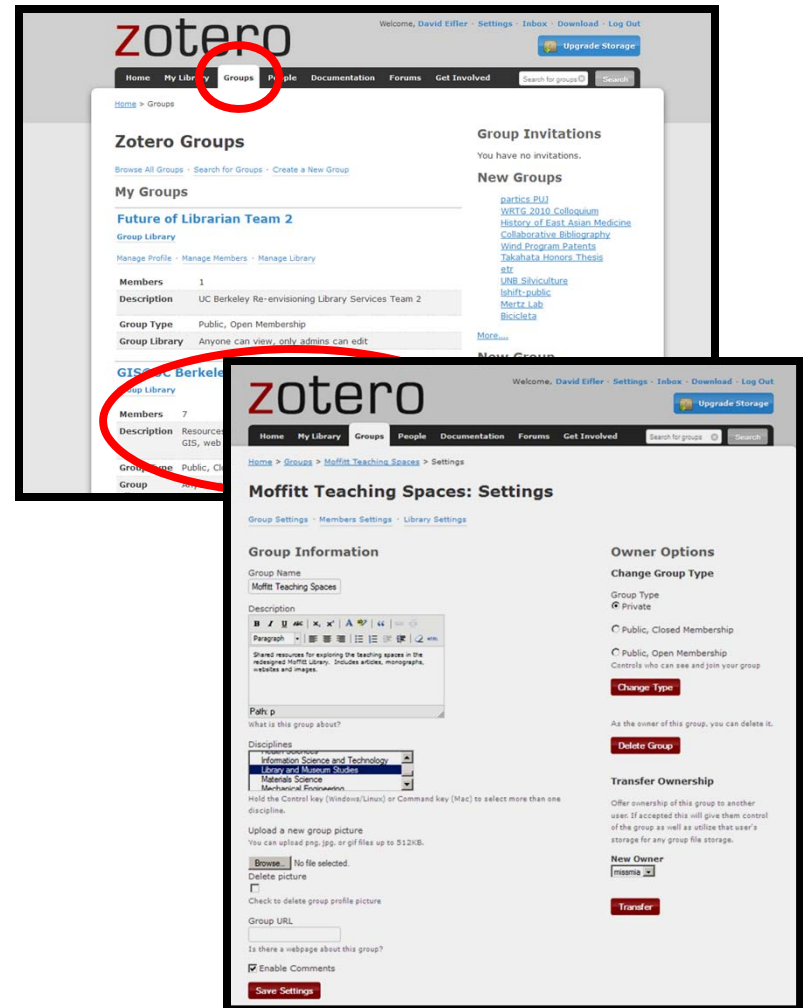 zotero
Welcome, David Eifler · Settings · Inbox · Download · Log Out
Upgrade Storage
Home My Library Groups People Documentation Forums Get Involved
Search for groups Search
Home > Groups
Zotero Groups
Browse All Groups · Search for Groups · Create a New Group
My Groups
Future of Librarian Team 2
Group Library
Manage Profile · Manage Members · Manage Library
Members 1
Description UC Berkeley Re-envisioning Library Services Team 2
Group Type Public, Open Membership
Group Library Anyone can view, only admins can edit
Group Library
Members 7
Description Resources
GIS, web
Group Type Public, Cl
Group
Group Invitations
You have no invitations.
New Groups
partics PUJ
WRTG 2010 Colloquium
History of East Asian Medicine
Collaborative Bibliography
Wind Program Patents
Takahata Honors Thesis
etr
UNB Silviculture
lshift-public
Mertz Lab
Bicicleta
More....
zotero
Welcome, David Eifler · Settings · Inbox · Download · Log Out
Upgrade Storage
Home My Library Groups People Documentation Forums Get Involved
Search for groups Search
Home > Groups > Moffitt Teaching Spaces > Settings
Moffitt Teaching Spaces: Settings
Group Settings · Members Settings · Library Settings
Group Information
Group Name
Moffitt Teaching Spaces
Description
B I U ABC
Paragraph
Shared resources for exploring the teaching spaces in the
redesigned Moffitt Library. Includes articles, monographs,
websites and images.
Path: p
What is this group about?
Disciplines
Information Science and Technology
Library and Museum Studies
Materials Science
Mechanical Engineering
Hold the Control key (Windows/Linux) or Command key (Mac) to select more than one
discipline.
Upload a new group picture
You can upload png, jpg, or gif files up to 512KB.
Browse... No file selected.
Delete picture
Check to delete group profile picture
Group URL
Is there a webpage about this group?
Enable Comments
Save Settings
Owner Options
Change Group Type
Group Type
Private
Public, Closed Membership
Public, Open Membership
Controls who can see and join your group
Change Type
As the owner of this group, you can delete it.
Delete Group
Transfer Ownership
Offer ownership of this group to another
user. If accepted this will give them control
of the group as well as utilize that user's
storage for any group file storage.
New Owner
missmia
Transfer